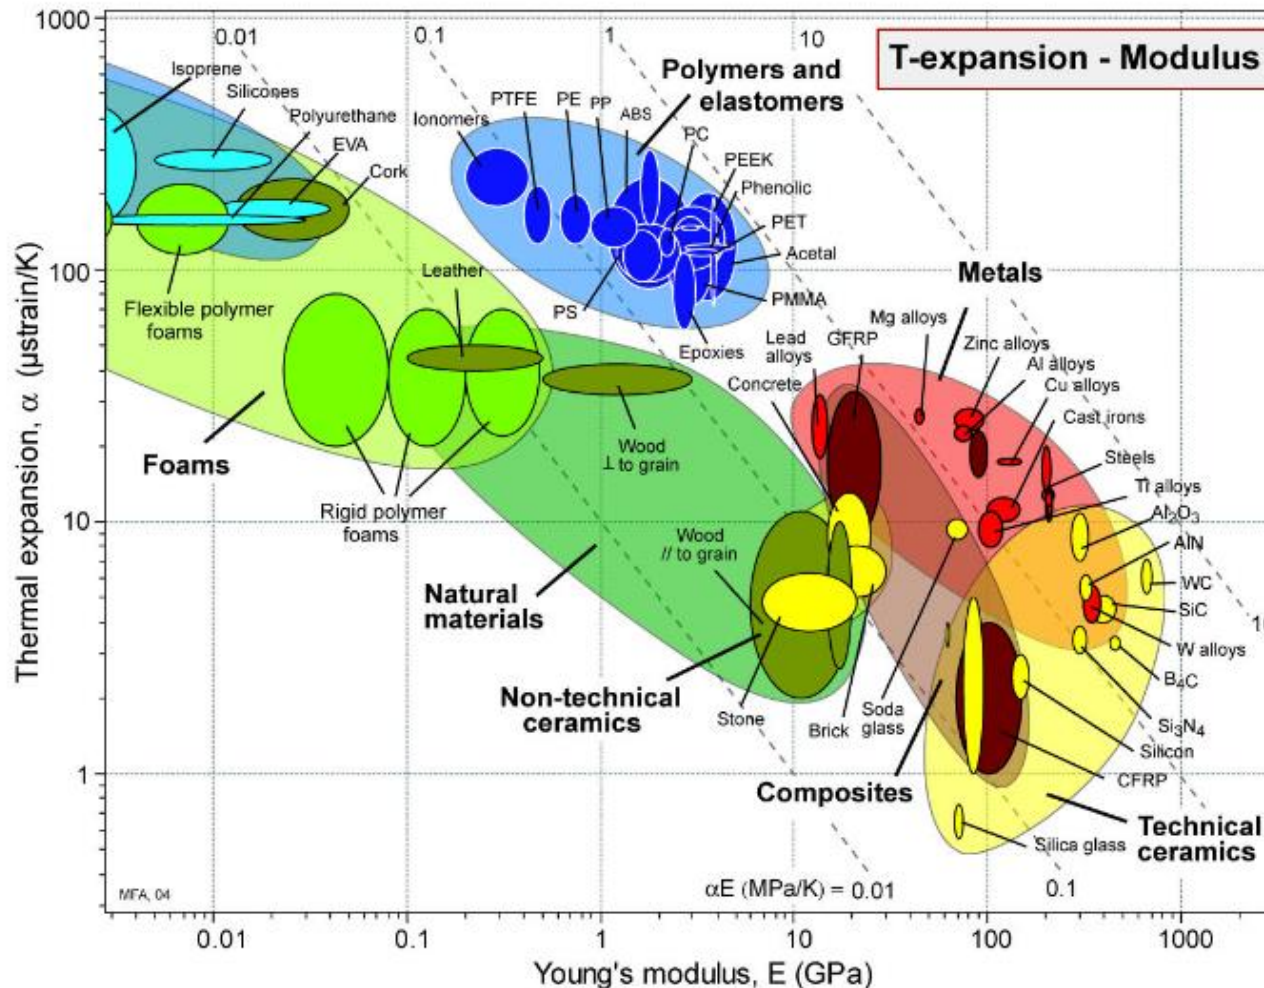 T-expansion - Modulus
1000
100
10
1
Thermal expansion, α (µstrain/K)
0.01
0.1
1
10
Isoprene
Silicones
Polyurethane
EVA
Cork
Flexible polymer
foams
Leather
Foams
Rigid polymer
foams
Ionomers
PTFE
PE
PP
ABS
Polymers and
elastomers
PC
PEEK
Phenolic
PET
Acetal
PMMA
PS
Epoxies
Wood
⊥ to grain
Natural
materials
Wood
// to grain
Non-technical
ceramics
Stone
Brick
Soda
glass
Concrete
Lead
alloys
GFRP
Mg alloys
Metals
Zinc alloys
Al alloys
Cu alloys
Cast irons
Steels
Ti alloys
Al₂O₃
AlN
WC
SiC
W alloys
B₄C
Si₃N₄
Silicon
CFRP
Composites
Technical
ceramics
Silica glass
αE (MPa/K) = 0.01
0.1
MFA, 04
0.01
0.1
1
10
100
1000
Young's modulus, E (GPa)